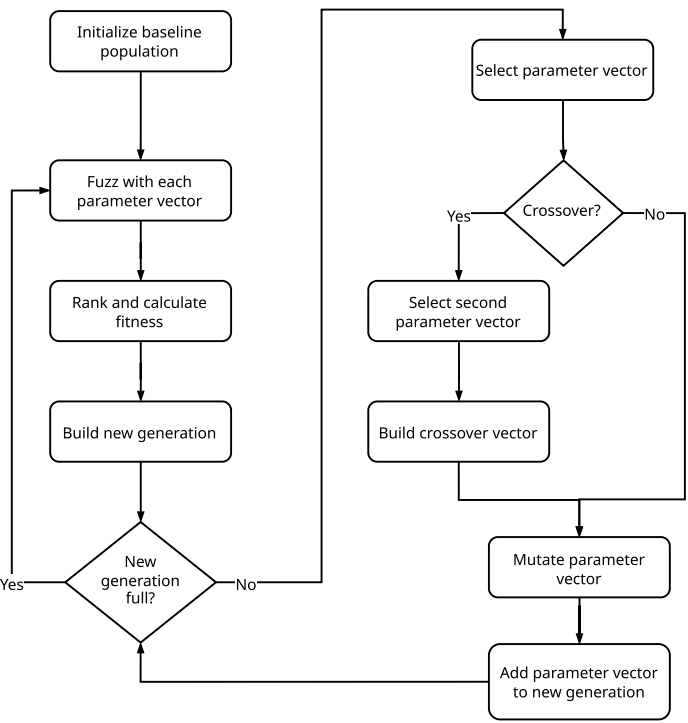 Initialize baseline
population
Fuzz with each
parameter vector
Rank and calculate
fitness
Build new generation
New
generation
full?
Yes
No
Select parameter vector
Crossover?
Yes
No
Select second
parameter vector
Build crossover vector
Mutate parameter
vector
Add parameter vector
to new generation